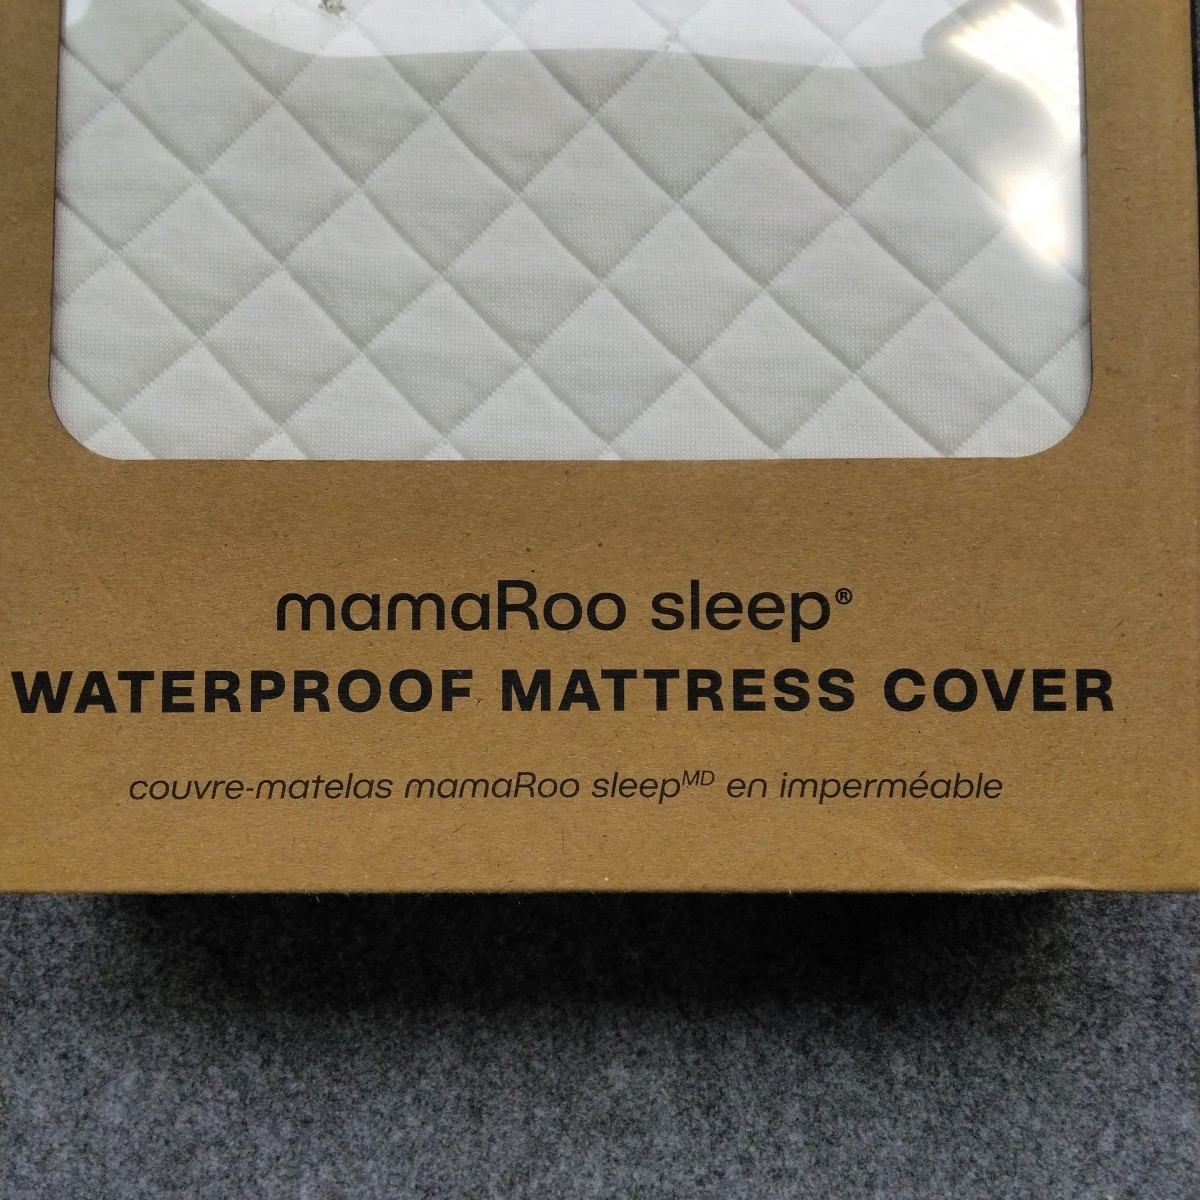 mamaRoo sleep®
WATERPROOF MATTRESS COVER
couvre-matelas mamaRoo sleepMD en imperméable